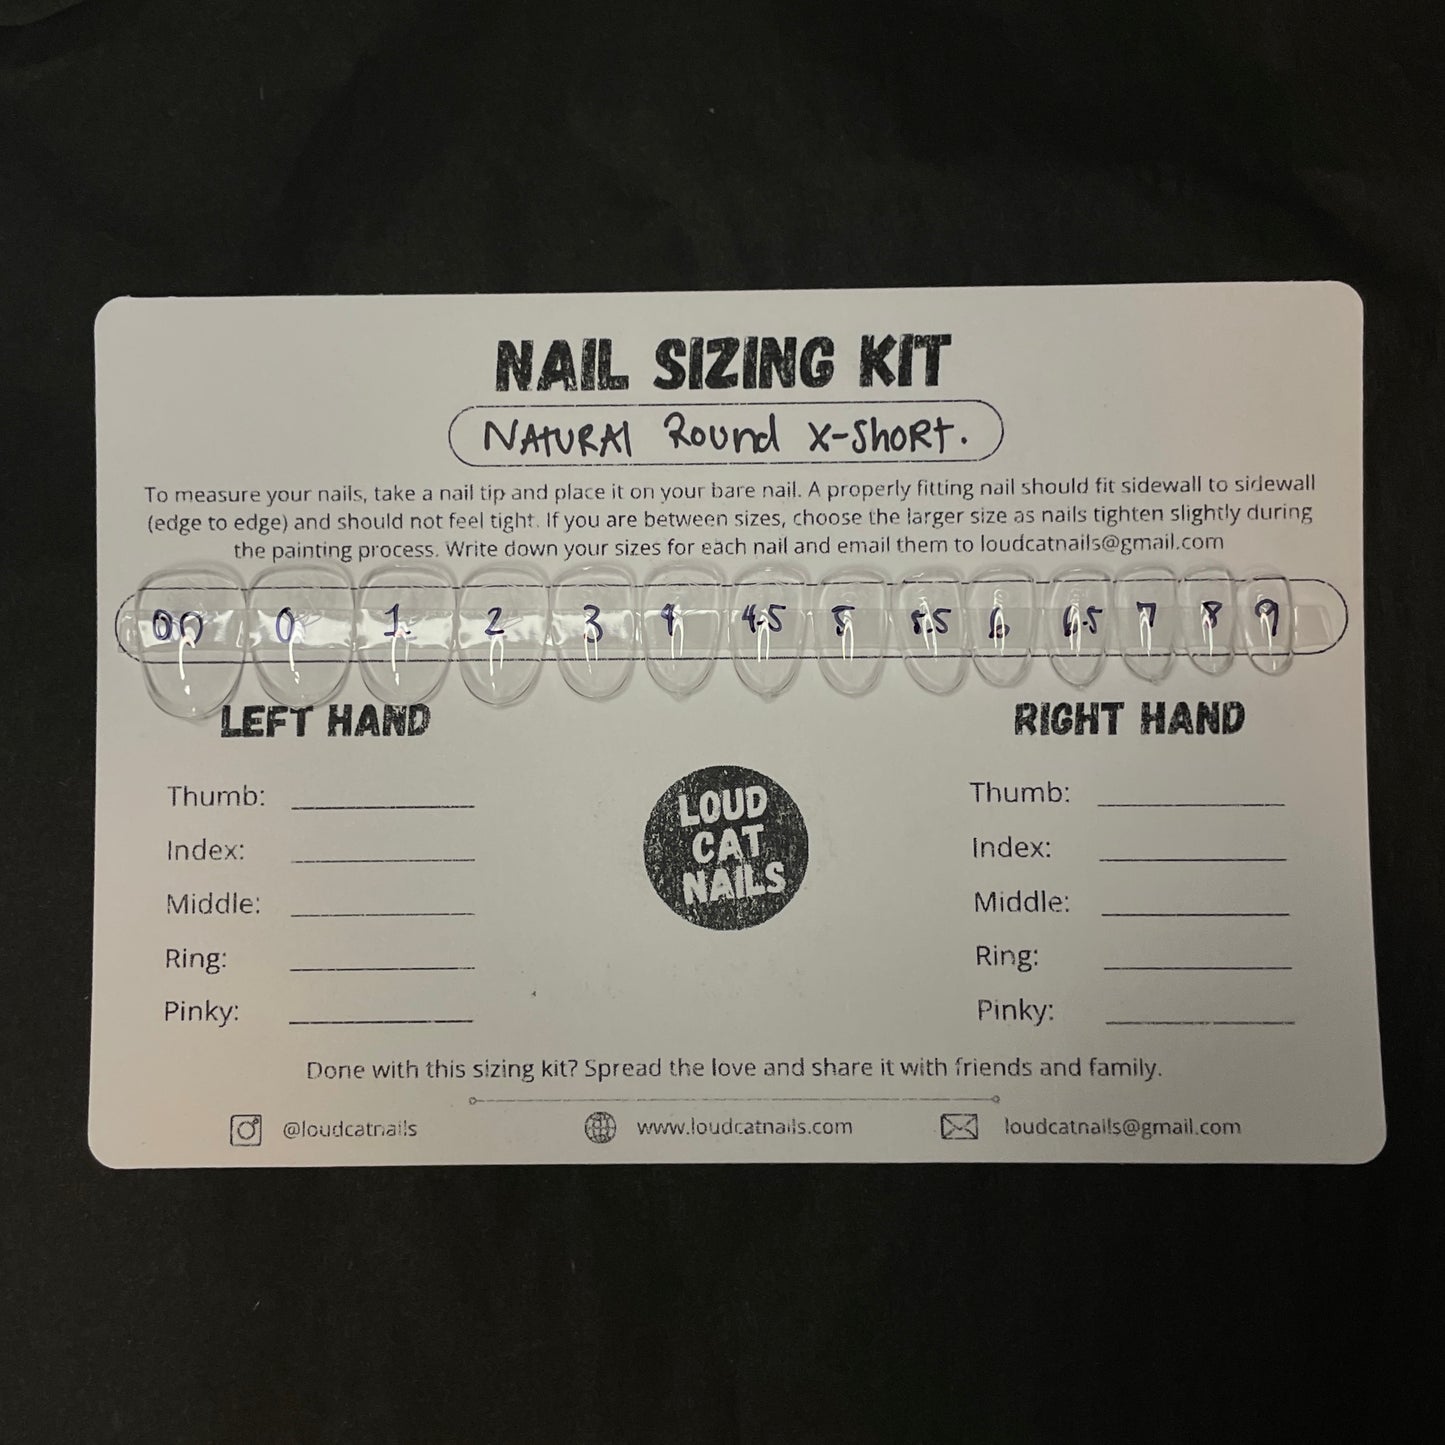 NAIL SIZING KIT
NATURAl Round X-ShoRt.
To measure your nails, take a nail tip and place it on your bare nail. A properly fitting nail should fit sidewall to sidewall
(edge to edge) and should not feel tight. If you are between sizes, choose the larger size as nails tighten slightly during
the painting process. Write down your sizes for each nail and email them to loudcatnails@gmail.com
00 0 1 2 3 4 4.5 5 5.5 6 6.5 7 8 9
LEFT HAND RIGHT HAND
Thumb: Thumb:
Index: Index:
Middle: Middle:
Ring: Ring:
Pinky: Pinky:
LOUD
CAT
NAILS
Done with this sizing kit? Spread the love and share it with friends and family.
@loudcatnails www.loudcatnails.com loudcatnails@gmail.com